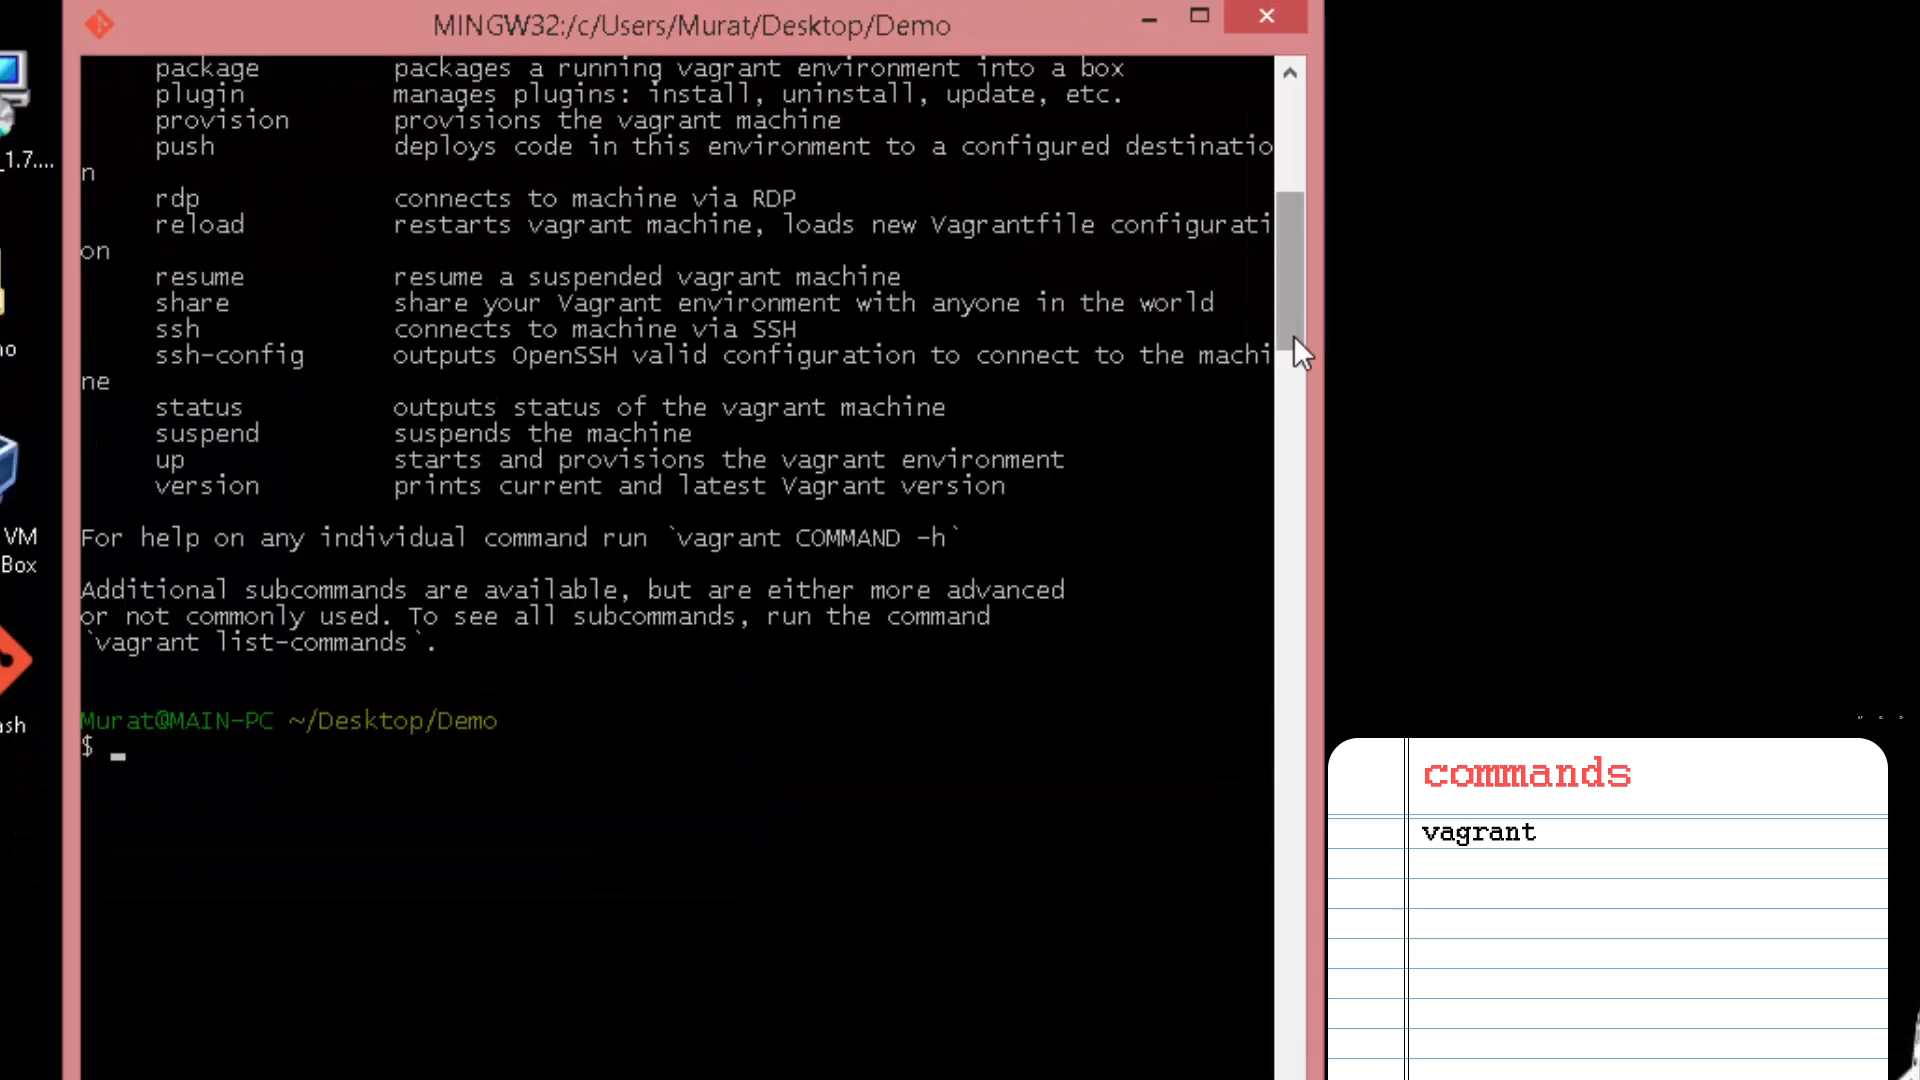 MINGW32:/c/Users/Murat/Desktop/Demo
package packages a running vagrant environment into a box
plugin manages plugins: install, uninstall, update, etc.
provision provisions the vagrant machine
push deploys code in this environment to a configured destinatio
n
rdp connects to machine via RDP
reload restarts vagrant machine, loads new Vagrantfile configurati
on
resume resume a suspended vagrant machine
share share your Vagrant environment with anyone in the world
ssh connects to machine via SSH
ssh-config outputs OpenSSH valid configuration to connect to the machi
ne
status outputs status of the vagrant machine
suspend suspends the machine
up starts and provisions the vagrant environment
version prints current and latest Vagrant version
For help on any individual command run `vagrant COMMAND -h`
Additional subcommands are available, but are either more advanced
or not commonly used. To see all subcommands, run the command
`vagrant list-commands`.
Murat@MAIN-PC ~/Desktop/Demo
$ _
_1.7....
VM
Box
commands
vagrant